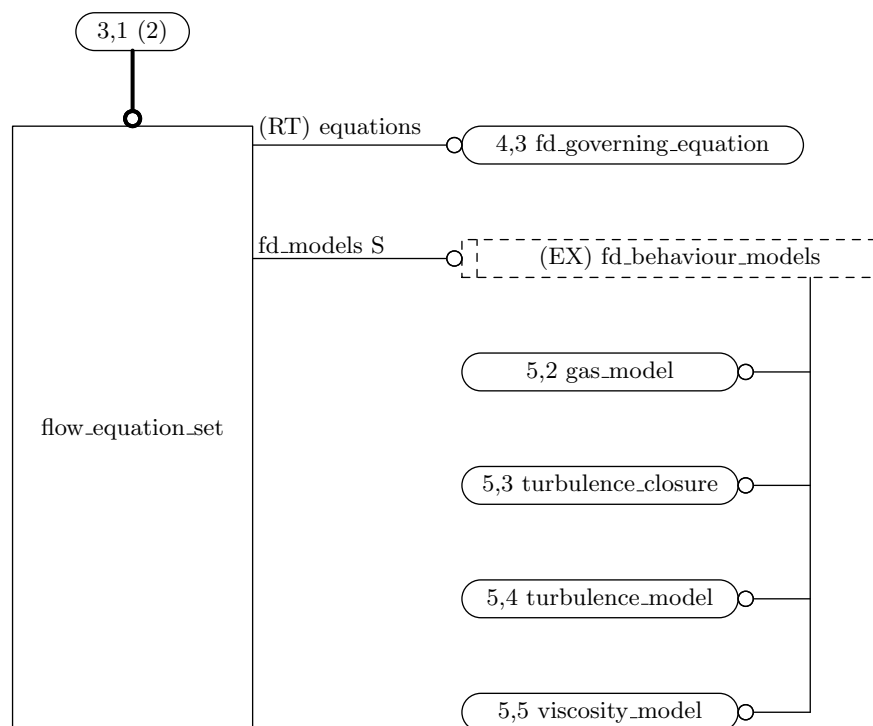 3,1 (2)
(RT) equations
4,3 fd_governing_equation
fd_models S
(EX) fd_behaviour_models
5,2 gas_model
flow_equation_set
5,3 turbulence_closure
5,4 turbulence_model
5,5 viscosity_model